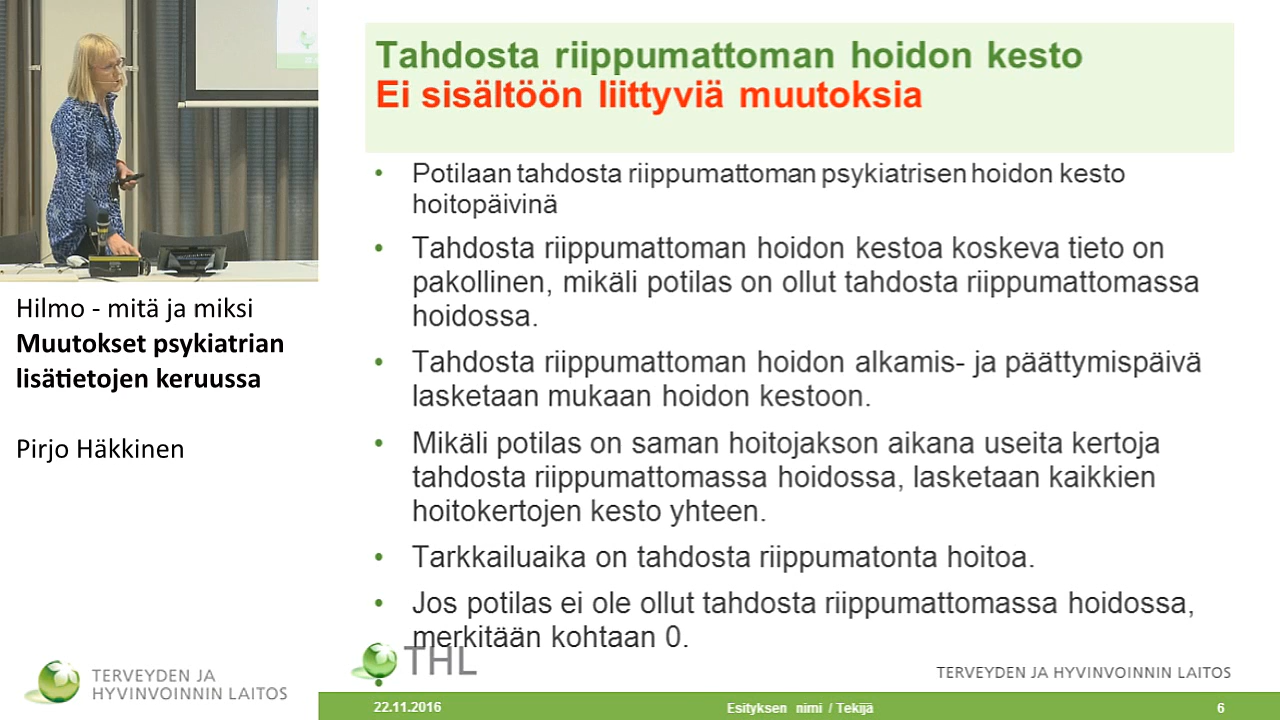 Tahdosta riippumattoman hoidon kesto
Ei sisältöön liittyviä muutoksia
• Potilaan tahdosta riippumattoman psykiatrisen hoidon kesto
hoitopäivinä
• Tahdosta riippumattoman hoidon kestoa koskeva tieto on
pakollinen, mikäli potilas on ollut tahdosta riippumattomassa
hoidossa.
• Tahdosta riippumattoman hoidon alkamis- ja päättymispäivä
lasketaan mukaan hoidon kestoon.
• Mikäli potilas on saman hoitojakson aikana useita kertoja
tahdosta riippumattomassa hoidossa, lasketaan kaikkien
hoitokertojen kesto yhteen.
• Tarkkailuaika on tahdosta riippumatonta hoitoa.
• Jos potilas ei ole ollut tahdosta riippumattomassa hoidossa,
merkitään kohtaan 0.
THL
TERVEYDEN JA HYVINVOINNIN LAITOS
22.11.2016
Esityksen nimi / Tekijä
6
Hilmo - mitä ja miksi
Muutokset psykiatrian
lisätietojen keruussa
Pirjo Häkkinen
TERVEYDEN JA
HYVINVOINNIN LAITOS